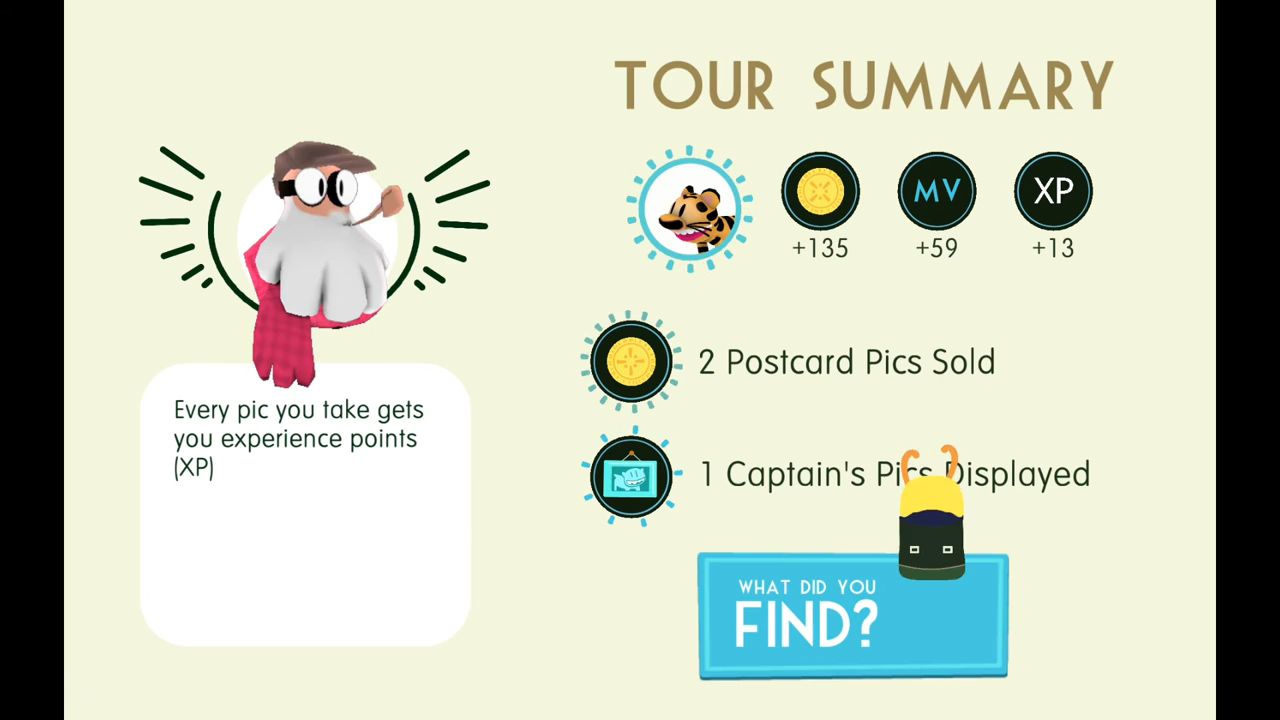 TOUR SUMMARY
MV
XP
+135
+59
+13
2 Postcard Pics Sold
1 Captain's Pics Displayed
Every pic you take gets
you experience points
(XP)
WHAT DID YOU
FIND?